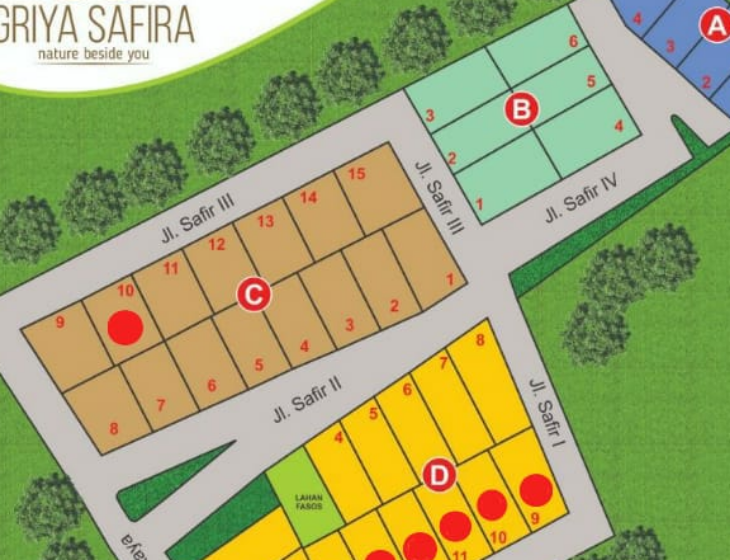 GRIYA SAFIRA
nature beside you
4
A
3
2
6
B
5
3
4
2
1
Jl. Safir IV
Jl. Safir III
Jl. Safir III
15
14
13
12
11
10
9
C
1
2
3
4
5
6
7
8
Jl. Safir II
Jl. Safir I
8
7
6
5
4
D
LAHAN
FASOS
9
10
11